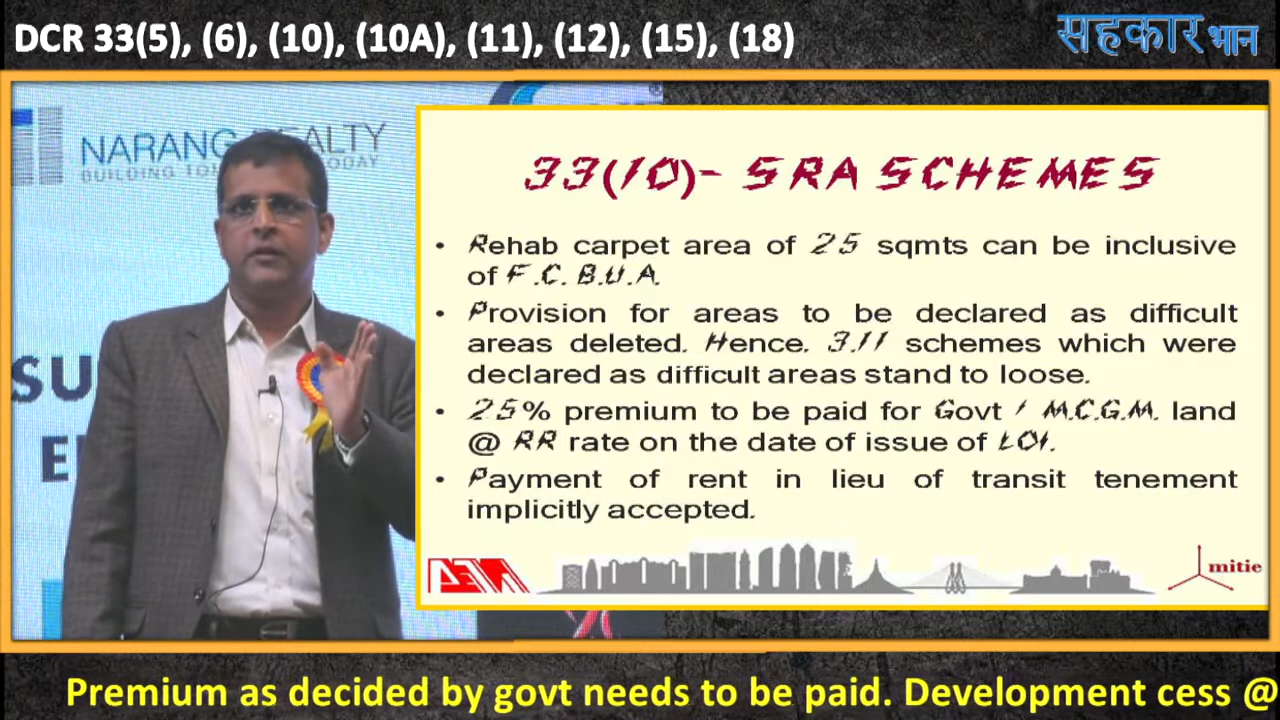 DCR 33(5), (6), (10), (10A), (11), (12), (15), (18)
सहकार भान
NARANG REALTY
BUILDING TODAY
33(10)- SRA SCHEMES
• Rehab carpet area of 25 sqmts can be inclusive
of F.C. B.U.A.
• Provision for areas to be declared as difficult
areas deleted. Hence, 3.11 schemes which were
declared as difficult areas stand to loose.
• 25% premium to be paid for Govt / M.C.G.M. land
@ RR rate on the date of issue of LOI.
• Payment of rent in lieu of transit tenement
implicitly accepted.
mitie
Premium as decided by govt needs to be paid. Development cess @